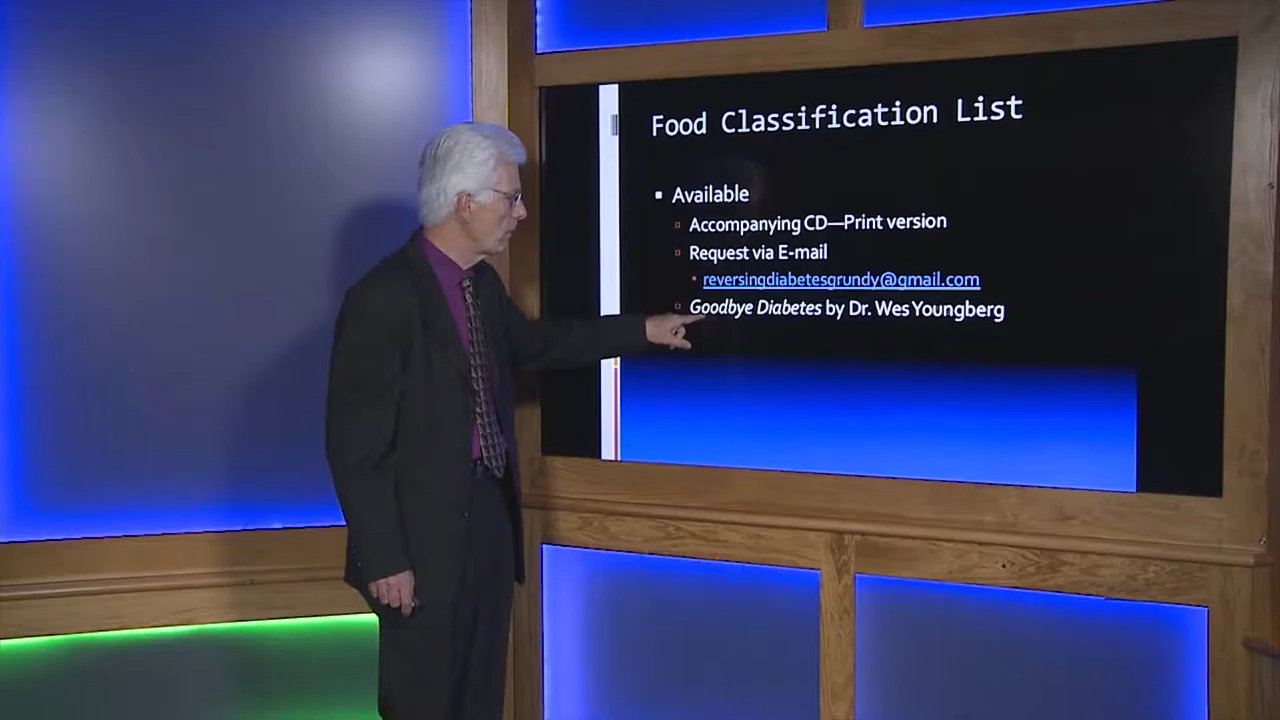 Food Classification List
Available
Accompanying CD—Print version
Request via E-mail
reversingdiabetesgrundy@gmail.com
Goodbye Diabetes by Dr. Wes Youngberg